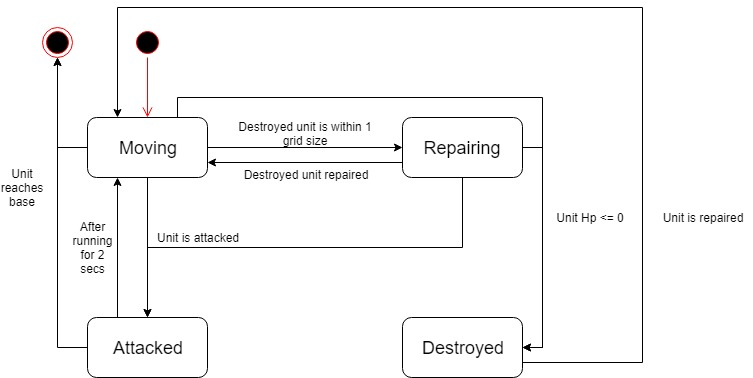 Moving
Destroyed unit is within 1
grid size
Repairing
Destroyed unit repaired
Unit
reaches
base
After
running
for 2
secs
Unit is attacked
Unit Hp <= 0
Unit is repaired
Attacked
Destroyed